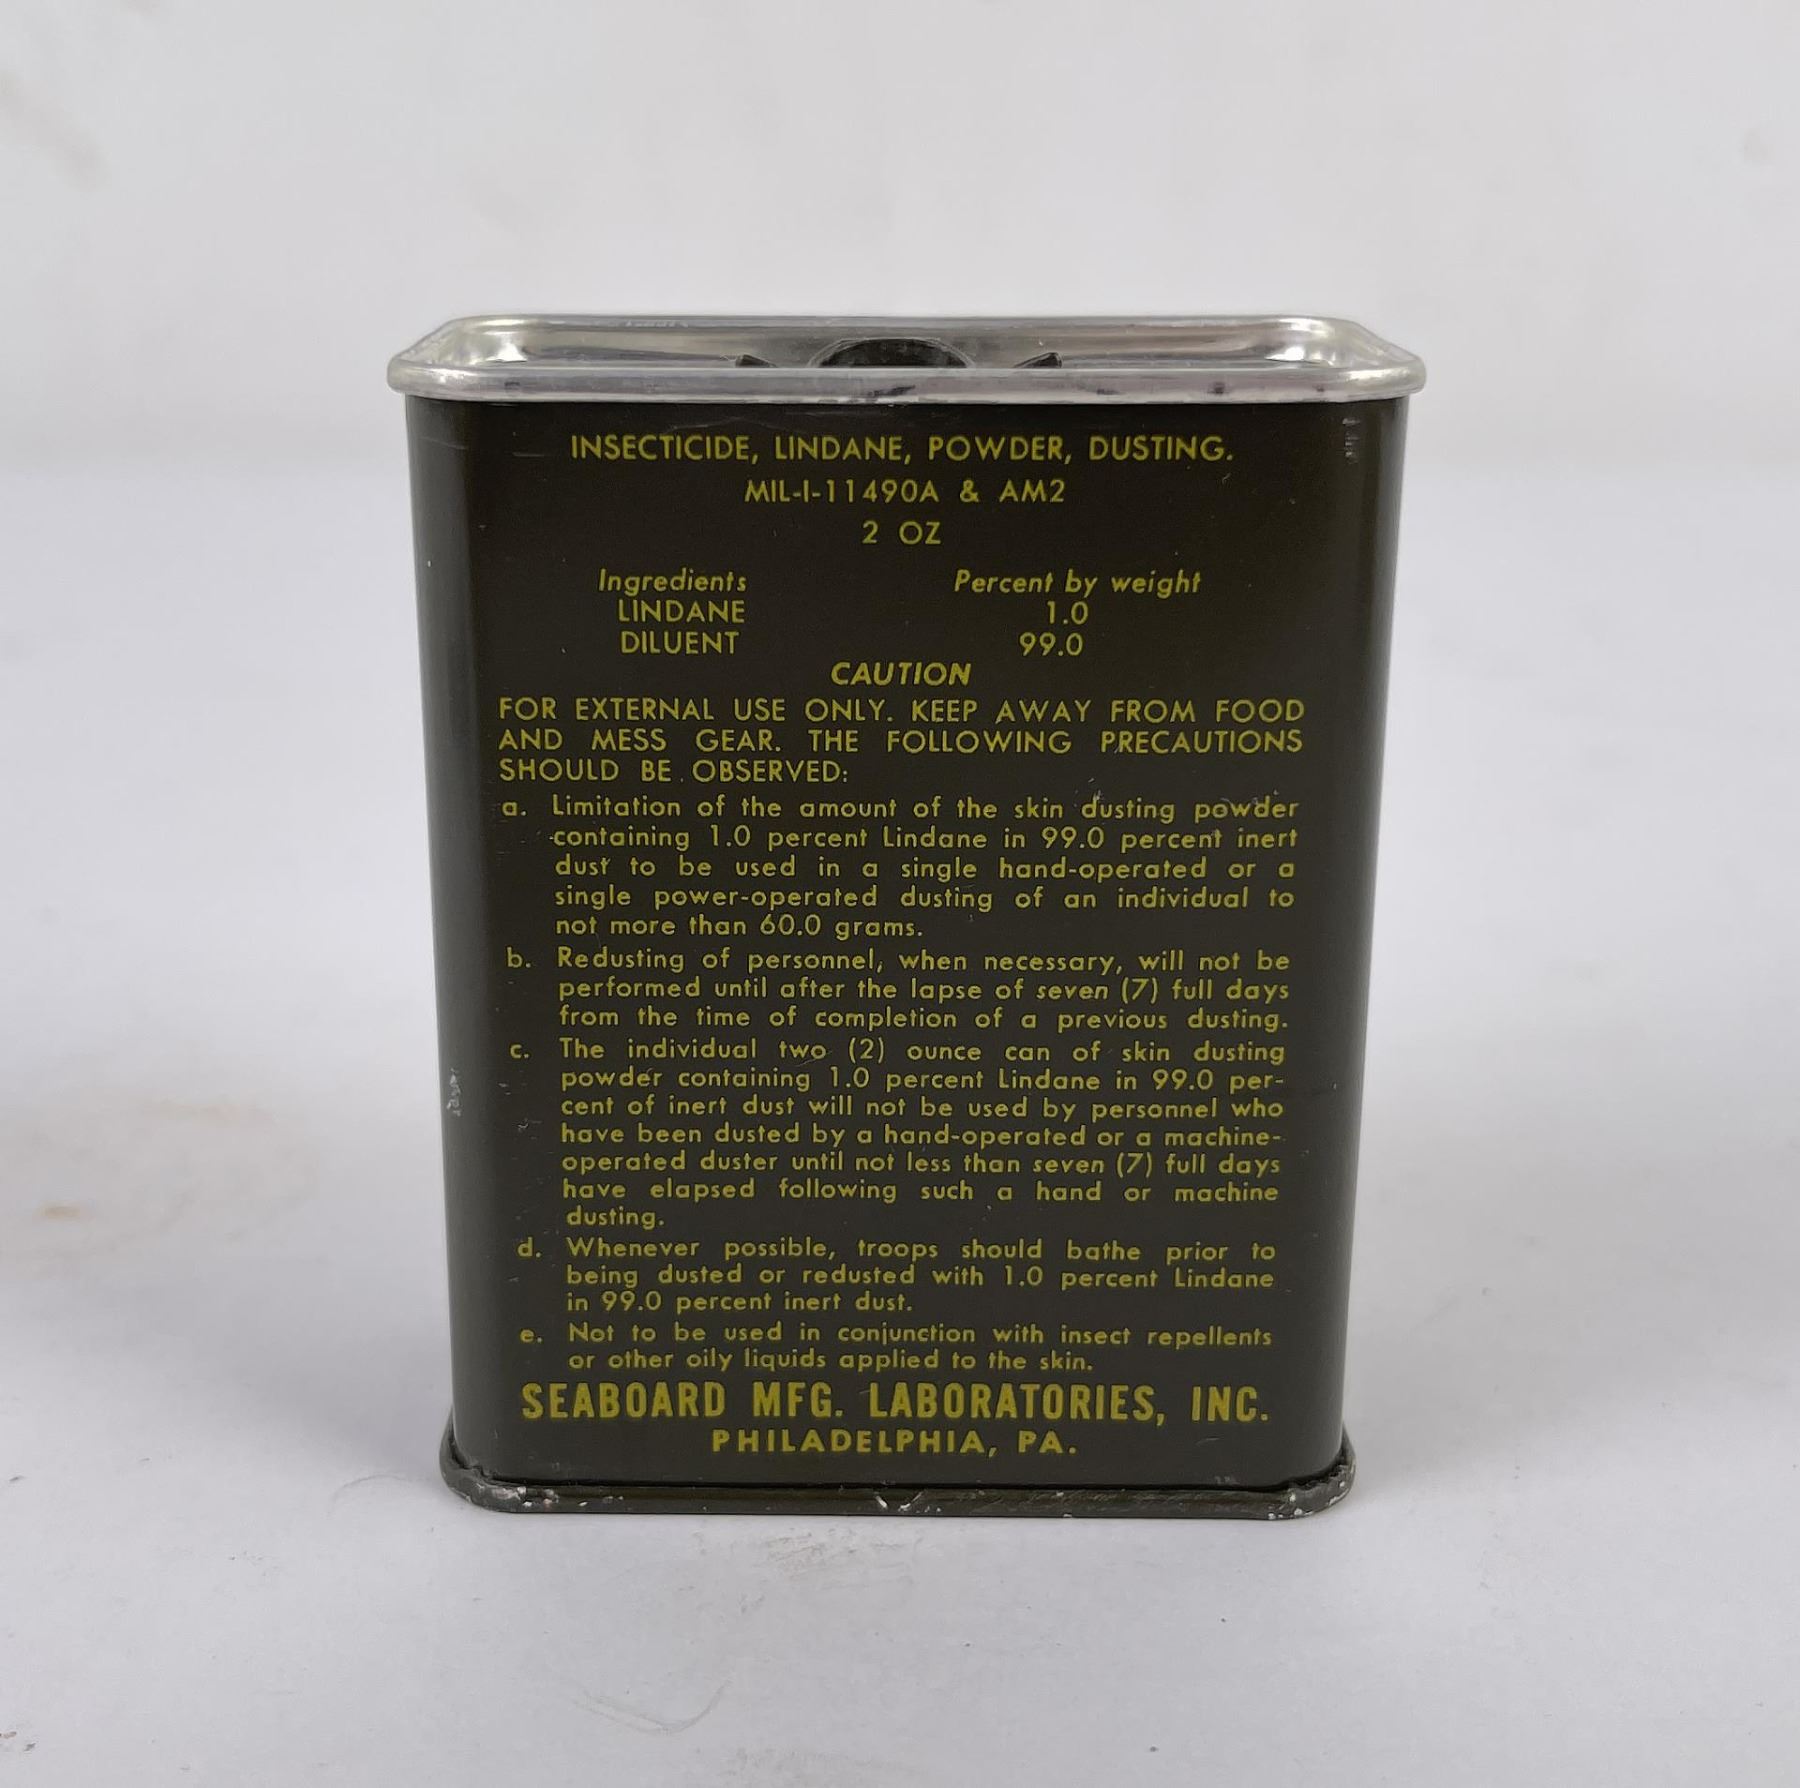 INSECTICIDE, LINDANE, POWDER, DUSTING.
MIL-I-11490A & AM2
2 OZ
Ingredients Percent by weight
LINDANE 1.0
DILUENT 99.0
CAUTION
FOR EXTERNAL USE ONLY. KEEP AWAY FROM FOOD
AND MESS GEAR. THE FOLLOWING PRECAUTIONS
SHOULD BE OBSERVED:
a. Limitation of the amount of the skin dusting powder
containing 1.0 percent Lindane in 99.0 percent inert
dust to be used in a single hand-operated or a
single power-operated dusting of an individual to
not more than 60.0 grams.
b. Redusting of personnel, when necessary, will not be
performed until after the lapse of seven (7) full days
from the time of completion of a previous dusting.
c. The individual two (2) ounce can of skin dusting
powder containing 1.0 percent Lindane in 99.0 per-
cent of inert dust will not be used by personnel who
have been dusted by a hand-operated or a machine-
operated duster until not less than seven (7) full days
have elapsed following such a hand or machine
dusting.
d. Whenever possible, troops should bathe prior to
being dusted or redusted with 1.0 percent Lindane
in 99.0 percent inert dust.
e. Not to be used in conjunction with insect repellents
or other oily liquids applied to the skin.
SEABOARD MFG. LABORATORIES, INC.
PHILADELPHIA, PA.